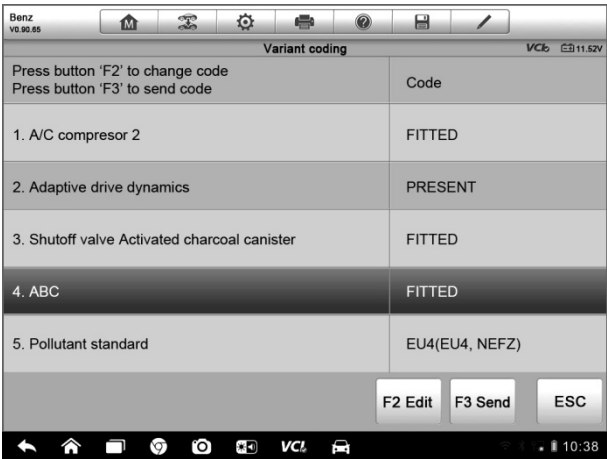 Benz
V0.90.65
Variant coding
VCI 11.52V
Press button ‘F2’ to change code
Press button ‘F3’ to send code
Code
1. A/C compresor 2
FITTED
2. Adaptive drive dynamics
PRESENT
3. Shutoff valve Activated charcoal canister
FITTED
4. ABC
FITTED
5. Pollutant standard
EU4(EU4, NEFZ)
F2 Edit
F3 Send
ESC
VCI
10:38